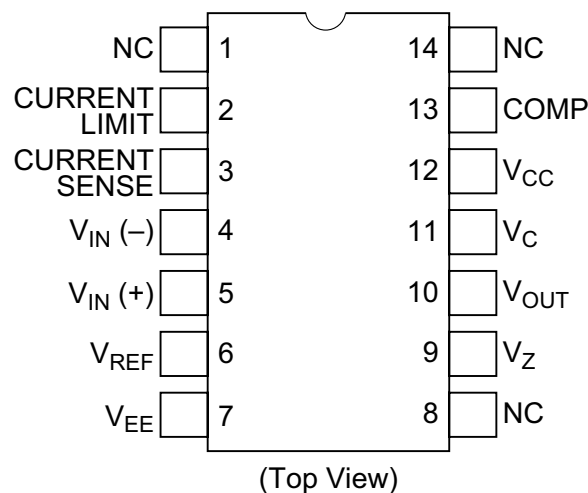 NC 1 14 NC
CURRENT
LIMIT 2 13 COMP
CURRENT
SENSE 3 12 VCC
VIN (–) 4 11 VC
VIN (+) 5 10 VOUT
VREF 6 9 VZ
VEE 7 8 NC
(Top View)